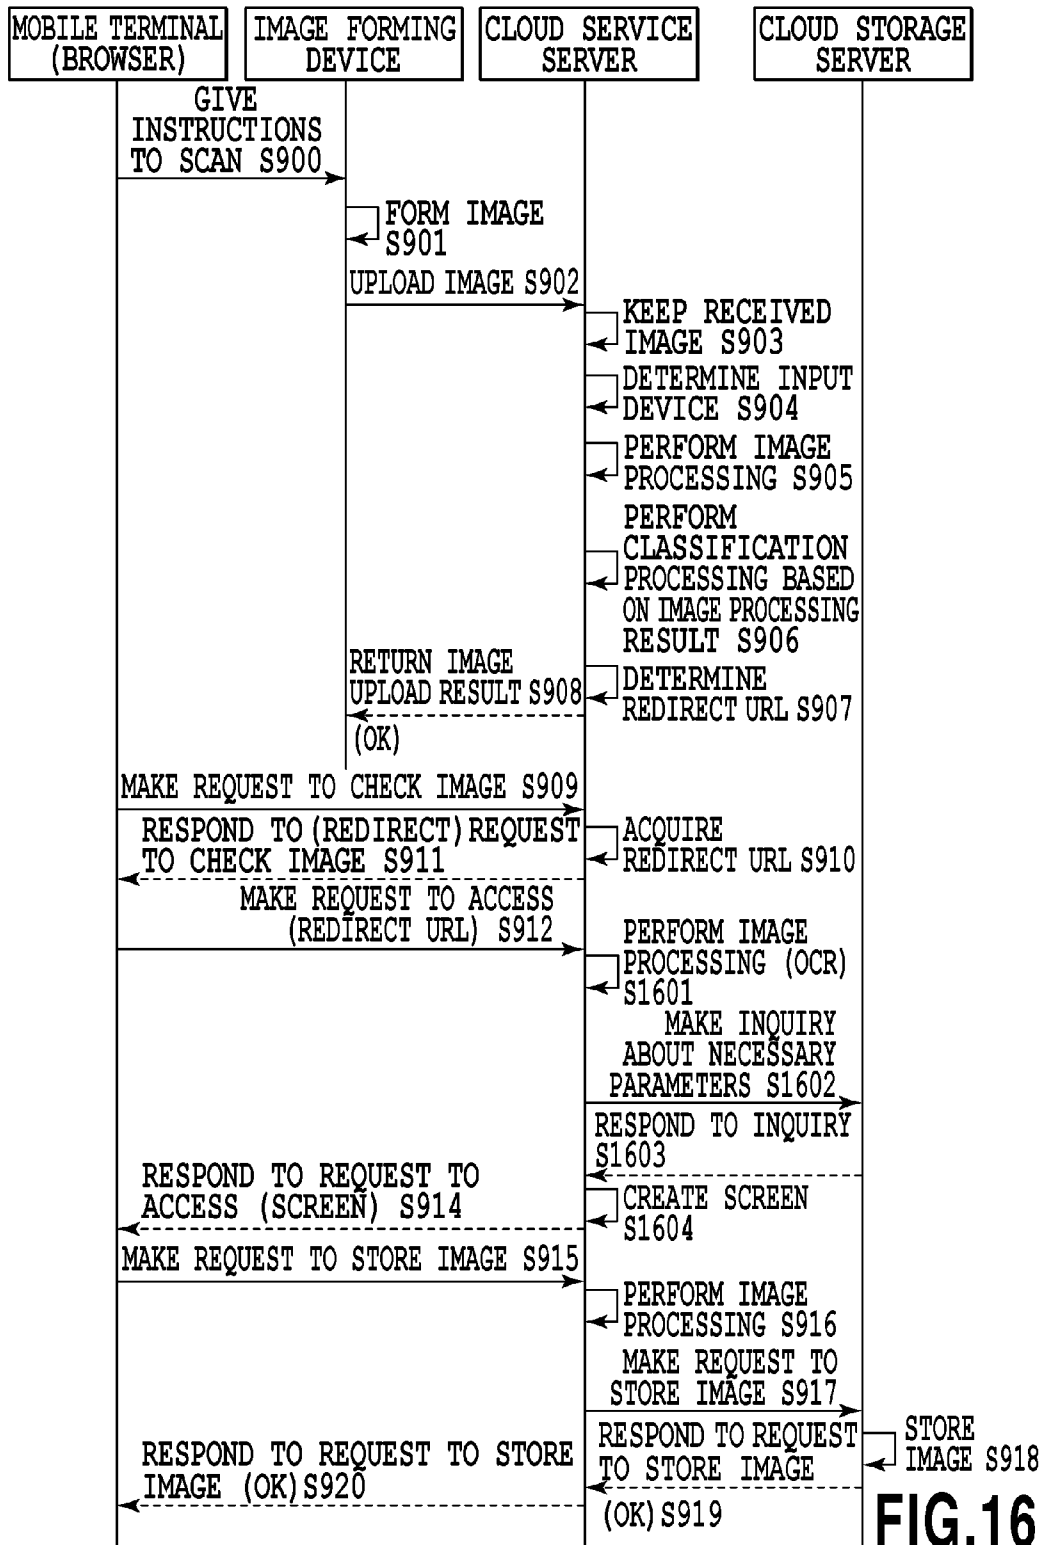 MOBILE TERMINAL
(BROWSER)
IMAGE FORMING
DEVICE
CLOUD SERVICE
SERVER
CLOUD STORAGE
SERVER
GIVE
INSTRUCTIONS
TO SCAN S900
FORM IMAGE
S901
UPLOAD IMAGE S902
KEEP RECEIVED
IMAGE S903
DETERMINE INPUT
DEVICE S904
PERFORM IMAGE
PROCESSING S905
PERFORM
CLASSIFICATION
PROCESSING BASED
ON IMAGE PROCESSING
RESULT S906
DETERMINE
REDIRECT URL S907
RETURN IMAGE
UPLOAD RESULT S908
(OK)
MAKE REQUEST TO CHECK IMAGE S909
ACQUIRE
REDIRECT URL S910
RESPOND TO (REDIRECT) REQUEST
TO CHECK IMAGE S911
MAKE REQUEST TO ACCESS
(REDIRECT URL) S912
PERFORM IMAGE
PROCESSING (OCR)
S1601
MAKE INQUIRY
ABOUT NECESSARY
PARAMETERS S1602
RESPOND TO INQUIRY
S1603
CREATE SCREEN
S1604
RESPOND TO REQUEST TO
ACCESS (SCREEN) S914
MAKE REQUEST TO STORE IMAGE S915
PERFORM IMAGE
PROCESSING S916
MAKE REQUEST TO
STORE IMAGE S917
STORE
IMAGE S918
RESPOND TO REQUEST
TO STORE IMAGE
(OK) S919
RESPOND TO REQUEST TO STORE
IMAGE (OK) S920
FIG.16